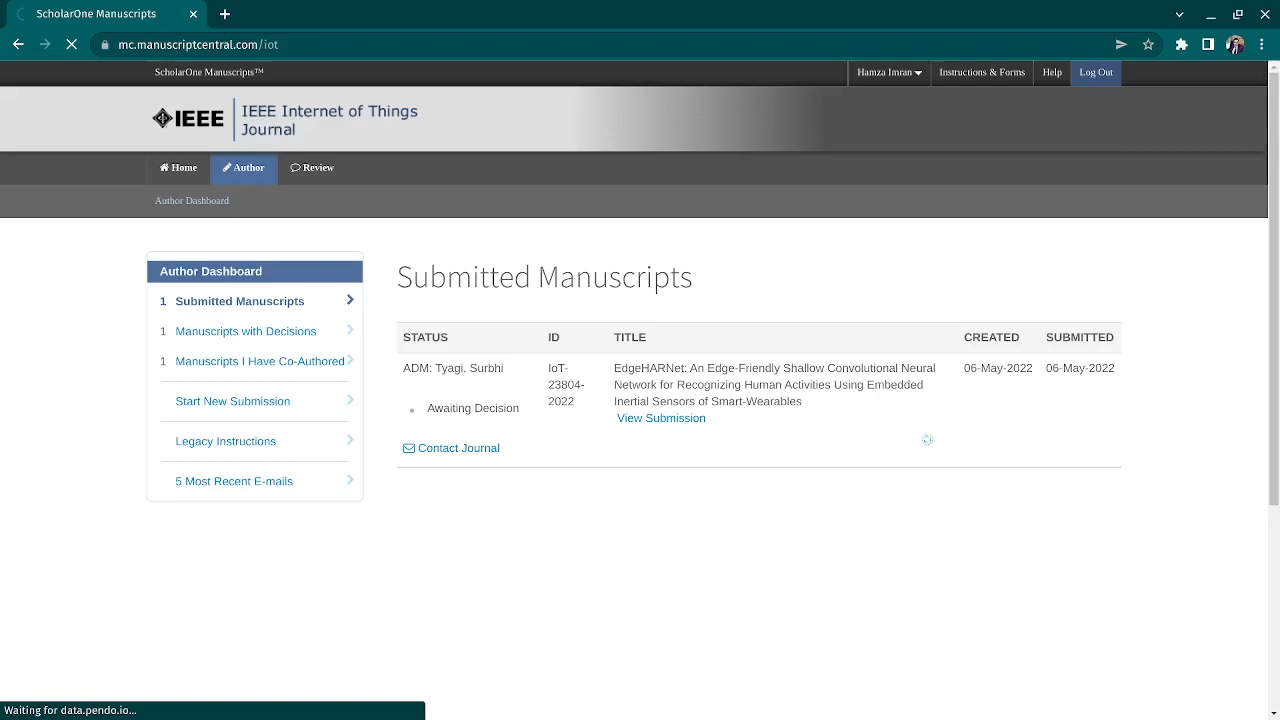 ScholarOne Manuscripts
mc.manuscriptcentral.com/iot
ScholarOne Manuscripts™
Hamza Imran
Instructions & Forms
Help
Log Out
IEEE
IEEE Internet of Things
Journal
Home
Author
Review
Author Dashboard
Author Dashboard
1 Submitted Manuscripts
1 Manuscripts with Decisions
1 Manuscripts I Have Co-Authored
Start New Submission
Legacy Instructions
5 Most Recent E-mails
Submitted Manuscripts
STATUS ID TITLE CREATED SUBMITTED
ADM: Tyagi, Surbhi
Awaiting Decision
Contact Journal
IoT-
23804-
2022
EdgeHARNet: An Edge-Friendly Shallow Convolutional Neural
Network for Recognizing Human Activities Using Embedded
Inertial Sensors of Smart-Wearables
View Submission
06-May-2022
06-May-2022
Waiting for data.pendo.io...